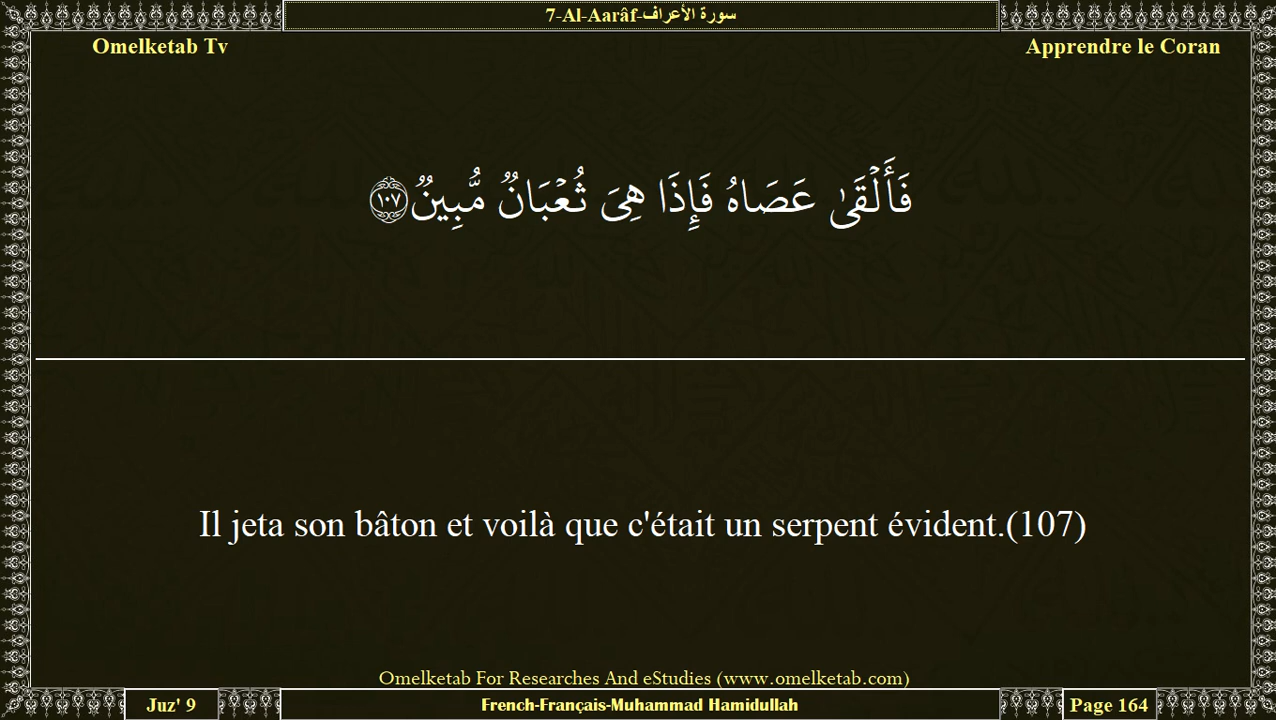 7-Al-Aarâf-سورة الأعراف
Omelketab Tv
Apprendre le Coran
فَأَلۡقَىٰ عَصَاهُ فَإِذَا هِىَ ثُعۡبَانٌ مُّبِينٌ ١٠٧
Il jeta son bâton et voilà que c'était un serpent évident.(107)
Omelketab For Researches And eStudies (www.omelketab.com)
Juz' 9
French-Français-Muhammad Hamidullah
Page 164